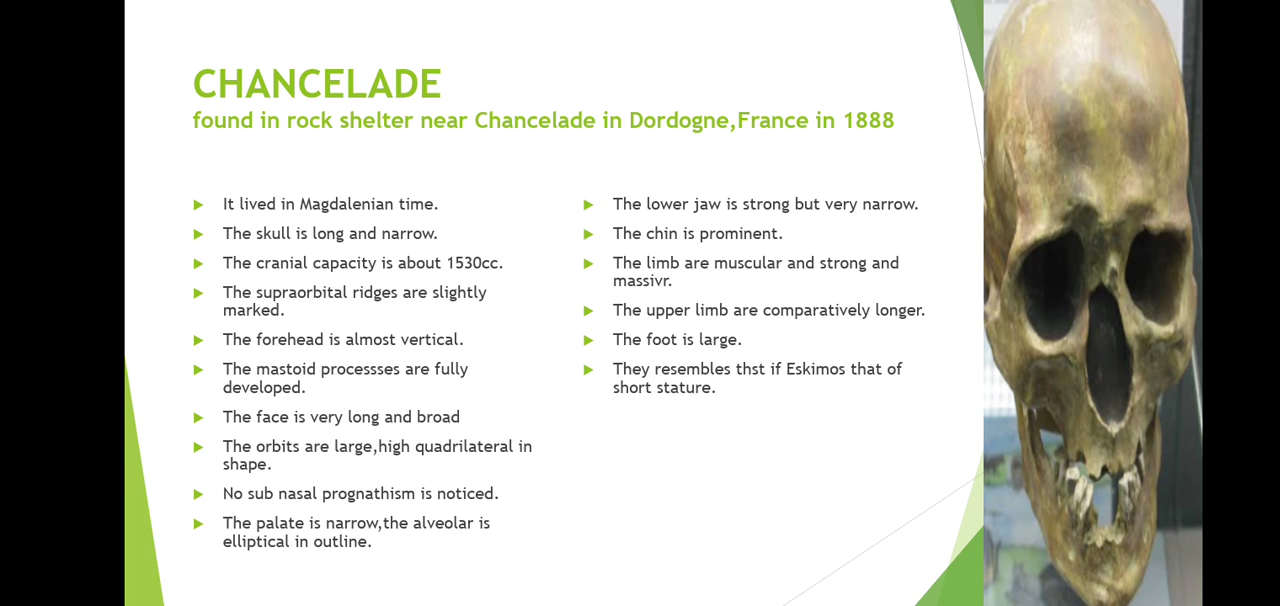 CHANCELADE
found in rock shelter near Chancelade in Dordogne,France in 1888
It lived in Magdalenian time.
The skull is long and narrow.
The cranial capacity is about 1530cc.
The supraorbital ridges are slightly
marked.
The forehead is almost vertical.
The mastoid processses are fully
developed.
The face is very long and broad
The orbits are large,high quadrilateral in
shape.
No sub nasal prognathism is noticed.
The palate is narrow,the alveolar is
elliptical in outline.
The lower jaw is strong but very narrow.
The chin is prominent.
The limb are muscular and strong and
massivr.
The upper limb are comparatively longer.
The foot is large.
They resembles thst if Eskimos that of
short stature.